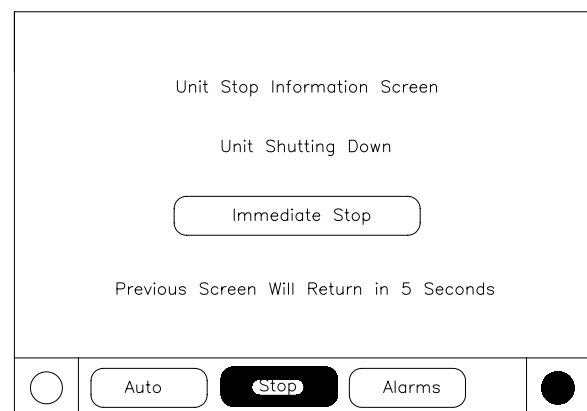 Unit Stop Information Screen
Unit Shutting Down
Immediate Stop
Previous Screen Will Return in 5 Seconds
Auto
Stop
Alarms